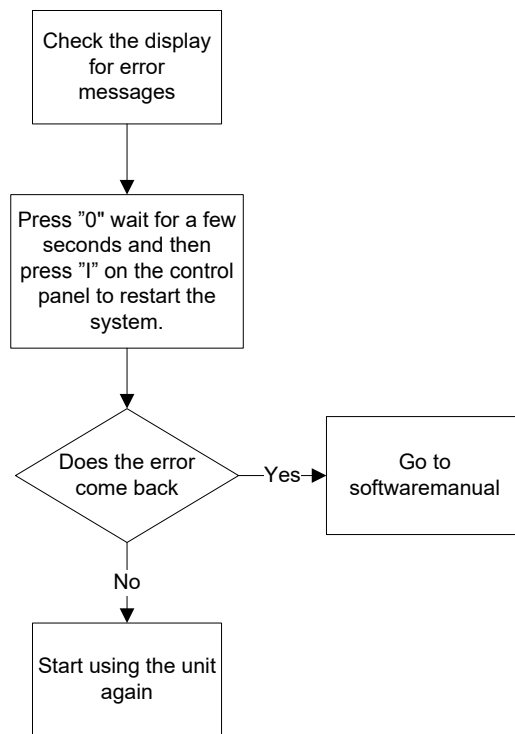 Check the display
for error
messages
Press ”0" wait for a few
seconds and then
press ”I” on the control
panel to restart the
system.
Does the error
come back
Yes
Go to
softwaremanual
No
Start using the unit
again